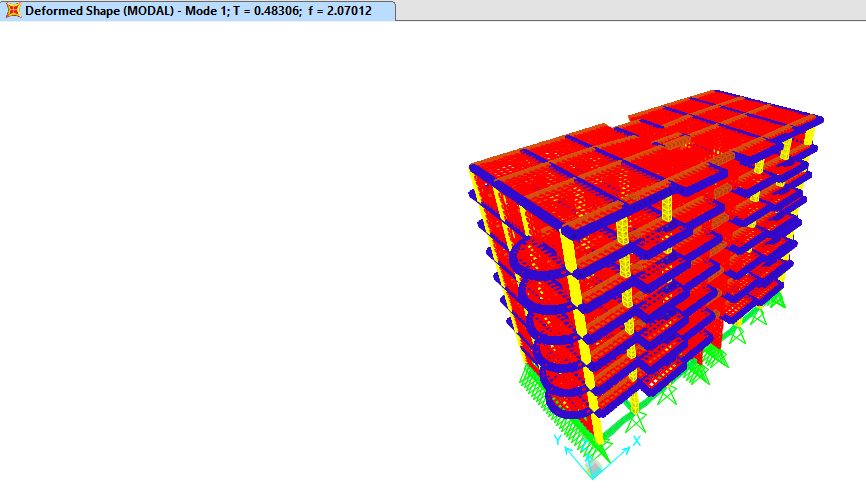 Deformed Shape (MODAL) - Mode 1; T = 0.48306; f = 2.07012
Y
X